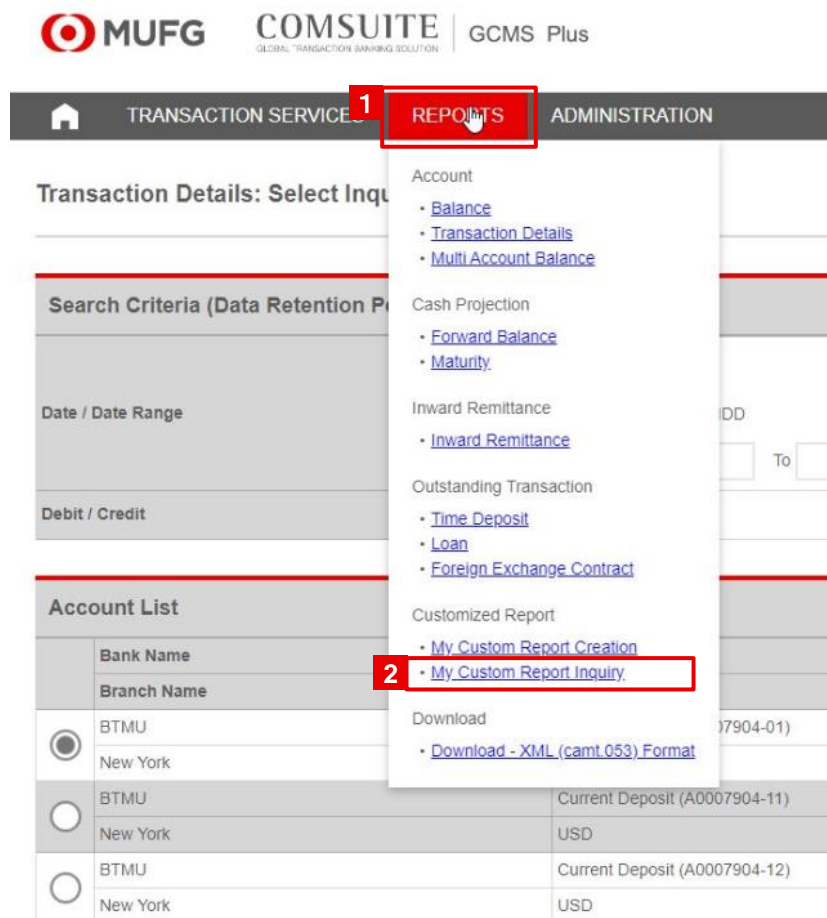 MUFG COMSUITE GCMS Plus
GLOBAL TRANSACTION BANKING SOLUTION
TRANSACTION SERVICES 1 REPORTS ADMINISTRATION
Transaction Details: Select Inqu
Account
• Balance
• Transaction Details
• Multi Account Balance
Search Criteria (Data Retention Pe
Cash Projection
• Forward Balance
• Maturity
Date / Date Range
Inward Remittance
DD
• Inward Remittance
To
Outstanding Transaction
Debit / Credit
• Time Deposit
• Loan
• Foreign Exchange Contract
Account List
Customized Report
• My Custom Report Creation
Bank Name
2 • My Custom Report Inquiry
Branch Name
Download
BTMU 07904-01)
• Download - XML (camt.053) Format
New York
BTMU Current Deposit (A0007904-11)
New York USD
BTMU Current Deposit (A0007904-12)
New York USD